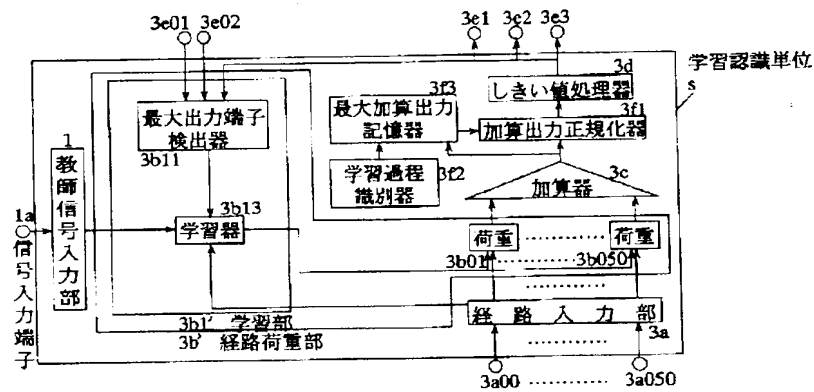 3e01 3e02
3e1 3e2 3e3
学習認識単位
s
3d
しきい値処理器
3f3
最大加算出力
記憶器
3f1
加算出力正規化器
最大出力端子
検出器
3b11
学習過程
識別器
3f2
3c
加算器
1
教師信号入力部
1a
信号入力端子
3b13
学習器
荷重
荷重
3b01
3b050
3b1' 学習部
3b' 経路荷重部
経路入力部
3a
3a00
3a050